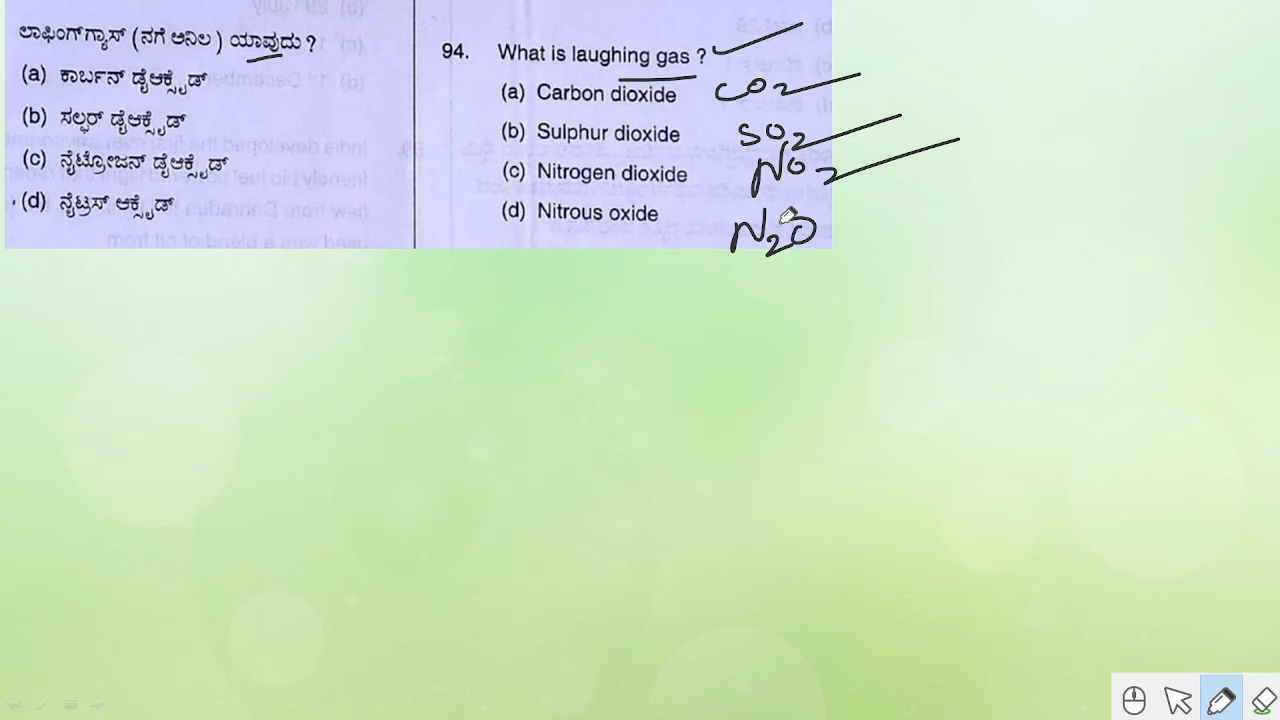 ಲಾಫಿಂಗ್‌ಗ್ಯಾಸ್ (ನಗೆ ಅನಿಲ) ಯಾವುದು?
(a) ಕಾರ್ಬನ್ ಡೈಆಕ್ಸೈಡ್
(b) ಸಲ್ಫರ್ ಡೈಆಕ್ಸೈಡ್
(c) ನೈಟ್ರೋಜನ್ ಡೈಆಕ್ಸೈಡ್
(d) ನೈಟ್ರಸ್ ಆಕ್ಸೈಡ್
94. What is laughing gas ?
(a) Carbon dioxide CO2
(b) Sulphur dioxide SO2
(c) Nitrogen dioxide NO2
(d) Nitrous oxide N2O